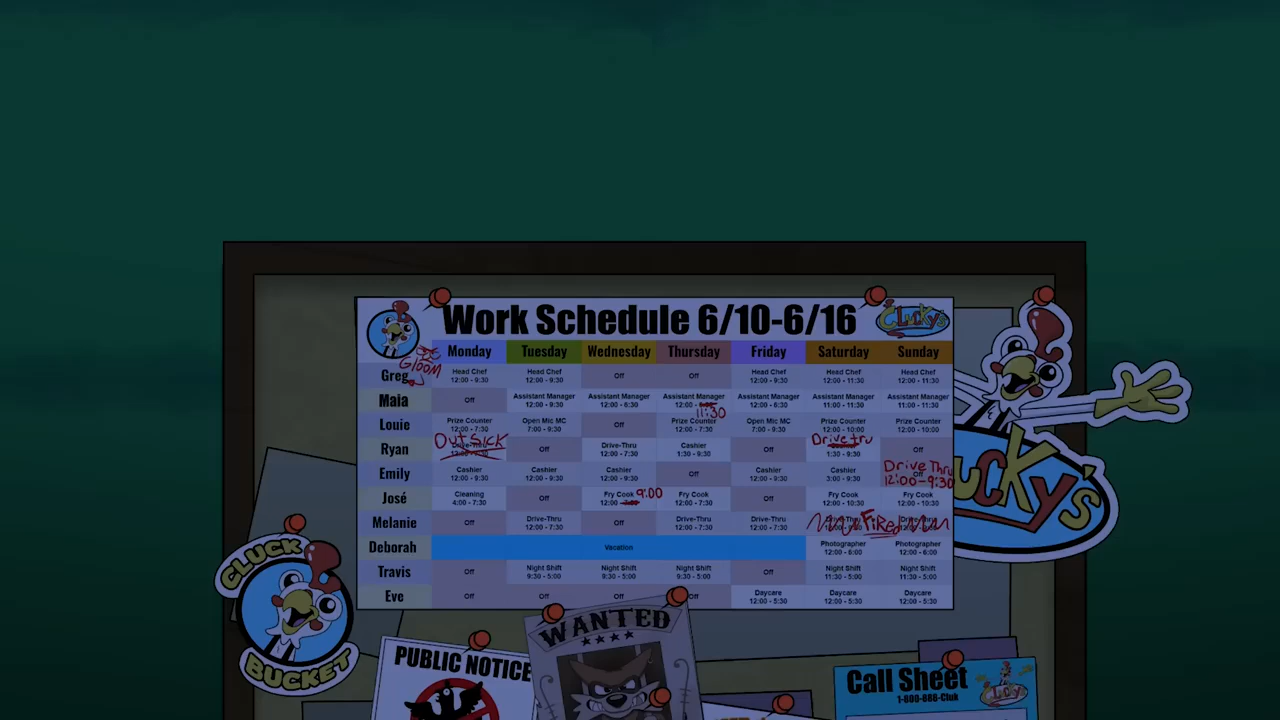 Work Schedule 6/10-6/16
Clucky's
Monday Tuesday Wednesday Thursday Friday Saturday Sunday
Gloom
Greg Head Chef 12:00 - 9:30 Head Chef 12:00 - 9:30 Off Off Head Chef 12:00 - 9:30 Head Chef 12:00 - 11:30 Head Chef 12:00 - 11:30
Maia Off Assistant Manager 12:00 - 9:30 Assistant Manager 12:00 - 6:30 Assistant Manager 12:00 - 11:30 Assistant Manager 12:00 - 6:30 Assistant Manager 11:00 - 11:30 Assistant Manager 11:00 - 11:30
Louie Prize Counter 12:00 - 7:30 Open Mic MC 7:00 - 9:30 Off Prize Counter 12:00 - 7:30 Open Mic MC 7:00 - 9:30 Prize Counter 12:00 - 10:00 Prize Counter 12:00 - 10:00
Ryan Out SICK Off Drive-Thru 12:00 - 7:30 Cashier 1:30 - 9:30 Off Drive tru 1:30 - 9:30 Off
Emily Cashier 12:00 - 9:30 Cashier 12:00 - 9:30 Cashier 12:00 - 9:30 Off Cashier 12:00 - 9:30 Cashier 3:00 - 9:30 Off Drive Thru 12:00-9:30
José Cleaning 4:00 - 7:30 Off Fry Cook 12:00 - 7:30 9:00 Fry Cook 12:00 - 7:30 Off Fry Cook 12:00 - 10:30 Fry Cook 12:00 - 10:30
Melanie Off Drive-Thru 12:00 - 7:30 Off Drive-Thru 12:00 - 7:30 Drive-Thru 12:00 - 7:30 Drive-Thru Fired Drive-Thru
Deborah Vacation Photographer 12:00 - 6:00 Photographer 12:00 - 6:00
Travis Off Night Shift 9:30 - 5:00 Night Shift 9:30 - 5:00 Night Shift 9:30 - 5:00 Off Night Shift 11:30 - 5:00 Night Shift 11:30 - 5:00
Eve Off Off Off Off Daycare 12:00 - 5:30 Daycare 12:00 - 5:30 Daycare 12:00 - 5:30
Clucky's
CLUCK
BUCKET
PUBLIC NOTICE
WANTED
Call Sheet
1-800-888-Cluk
Clucky's